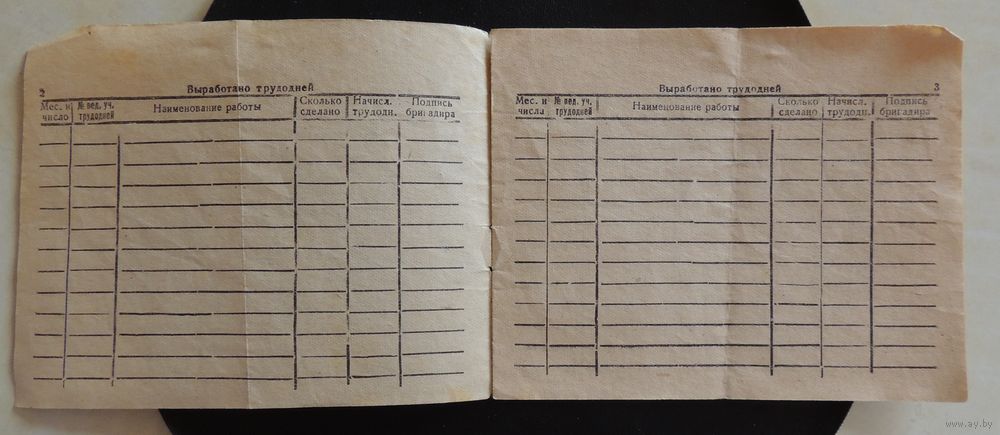 2
Выработано трудодней
Мес. и число
№ вед. уч. трудодней
Наименование работы
Сколько сделано
Начисл. трудодн.
Подпись бригадира
Выработано трудодней
3
Мес. и число
№ вед. уч. трудодней
Наименование работы
Сколько сделано
Начисл. трудодн.
Подпись бригадира
www.ay.by